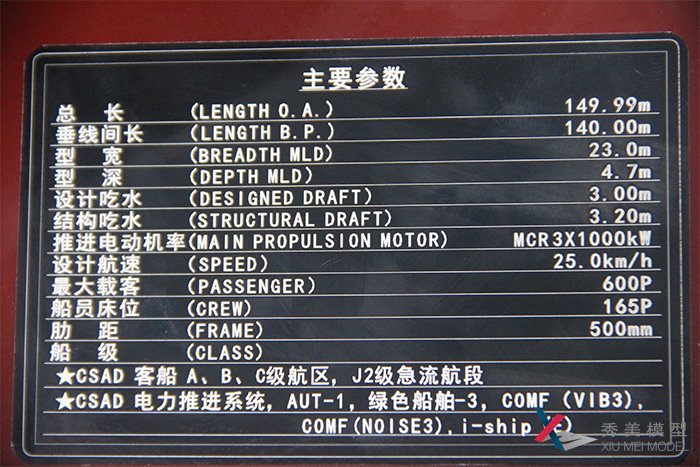 主要参数
总 长 (LENGTH O.A.) 149.99m
垂线间长 (LENGTH B.P.) 140.00m
型 宽 (BREADTH MLD) 23.0m
型 深 (DEPTH MLD) 4.7m
设计吃水 (DESIGNED DRAFT) 3.00m
结构吃水 (STRUCTURAL DRAFT) 3.20m
推进电动机率(MAIN PROPULSION MOTOR) MCR3X1000kW
设计航速 (SPEED) 25.0km/h
最大载客 (PASSENGER) 600P
船员床位 (CREW) 165P
肋 距 (FRAME) 500mm
船 级 (CLASS)
★CSAD 客船 A、B、C级航区, J2级急流航段
★CSAD 电力推进系统, AUT-1, 绿色船舶-3, COMF (VIB3),
COMF(NOISE3), i-ship
秀美模型
XIU MEI MODEL